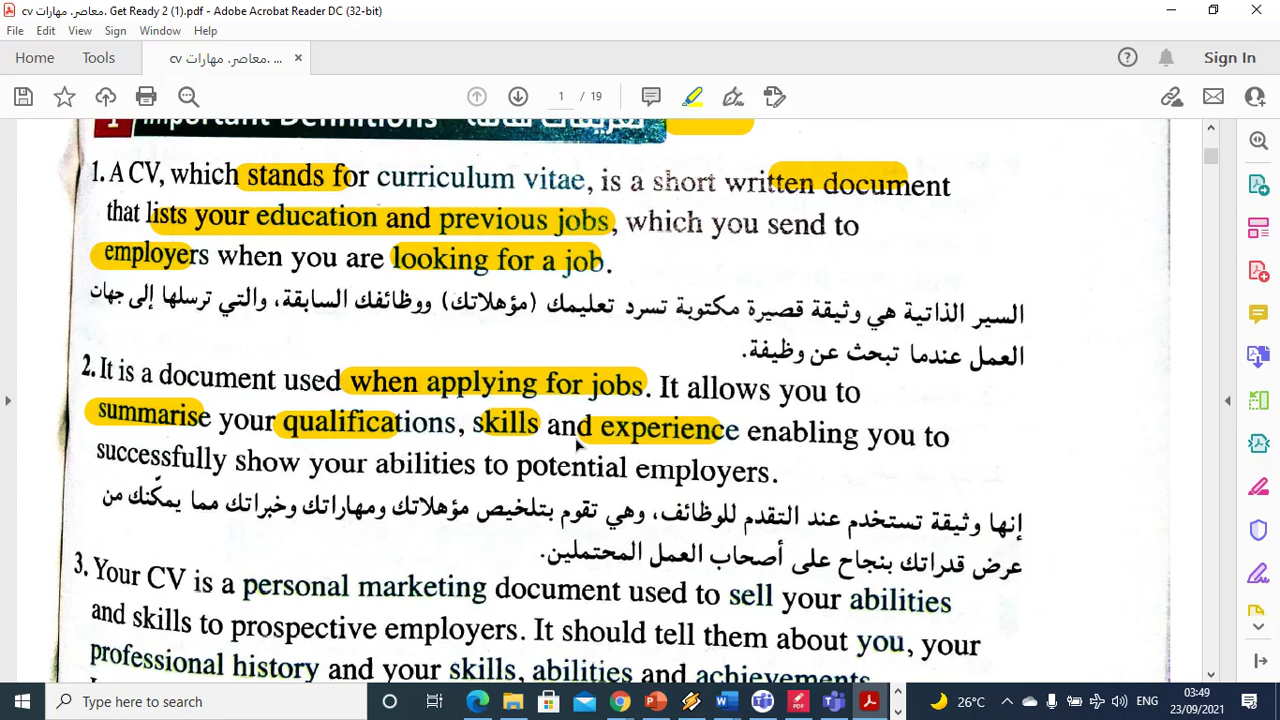 معاصر. مهارات cv. Get Ready 2 (1).pdf - Adobe Acrobat Reader DC (32-bit)
File Edit View Sign Window Help
Home Tools معاصر. مهارات cv. ... × Sign In
1 / 19
1 Important Definitions تعريفات هامة
1. A CV, which stands for curriculum vitae, is a short written document
that lists your education and previous jobs, which you send to
employers when you are looking for a job.
السير الذاتية هي وثيقة قصيرة مكتوبة تسرد تعليمك (مؤهلاتك) ووظائفك السابقة، والتي ترسلها إلى جهات
العمل عندما تبحث عن وظيفة.
2. It is a document used when applying for jobs. It allows you to
summarise your qualifications, skills and experience enabling you to
successfully show your abilities to potential employers.
إنها وثيقة تستخدم عند التقدم للوظائف، وهي تقوم بتلخيص مؤهلاتك ومهاراتك وخبراتك مما يمكّنك من
عرض قدراتك بنجاح على أصحاب العمل المحتملين.
3. Your CV is a personal marketing document used to sell your abilities
and skills to prospective employers. It should tell them about you, your
professional history and your skills, abilities and achievements.
Type here to search 26°C ENG 03:49
23/09/2021